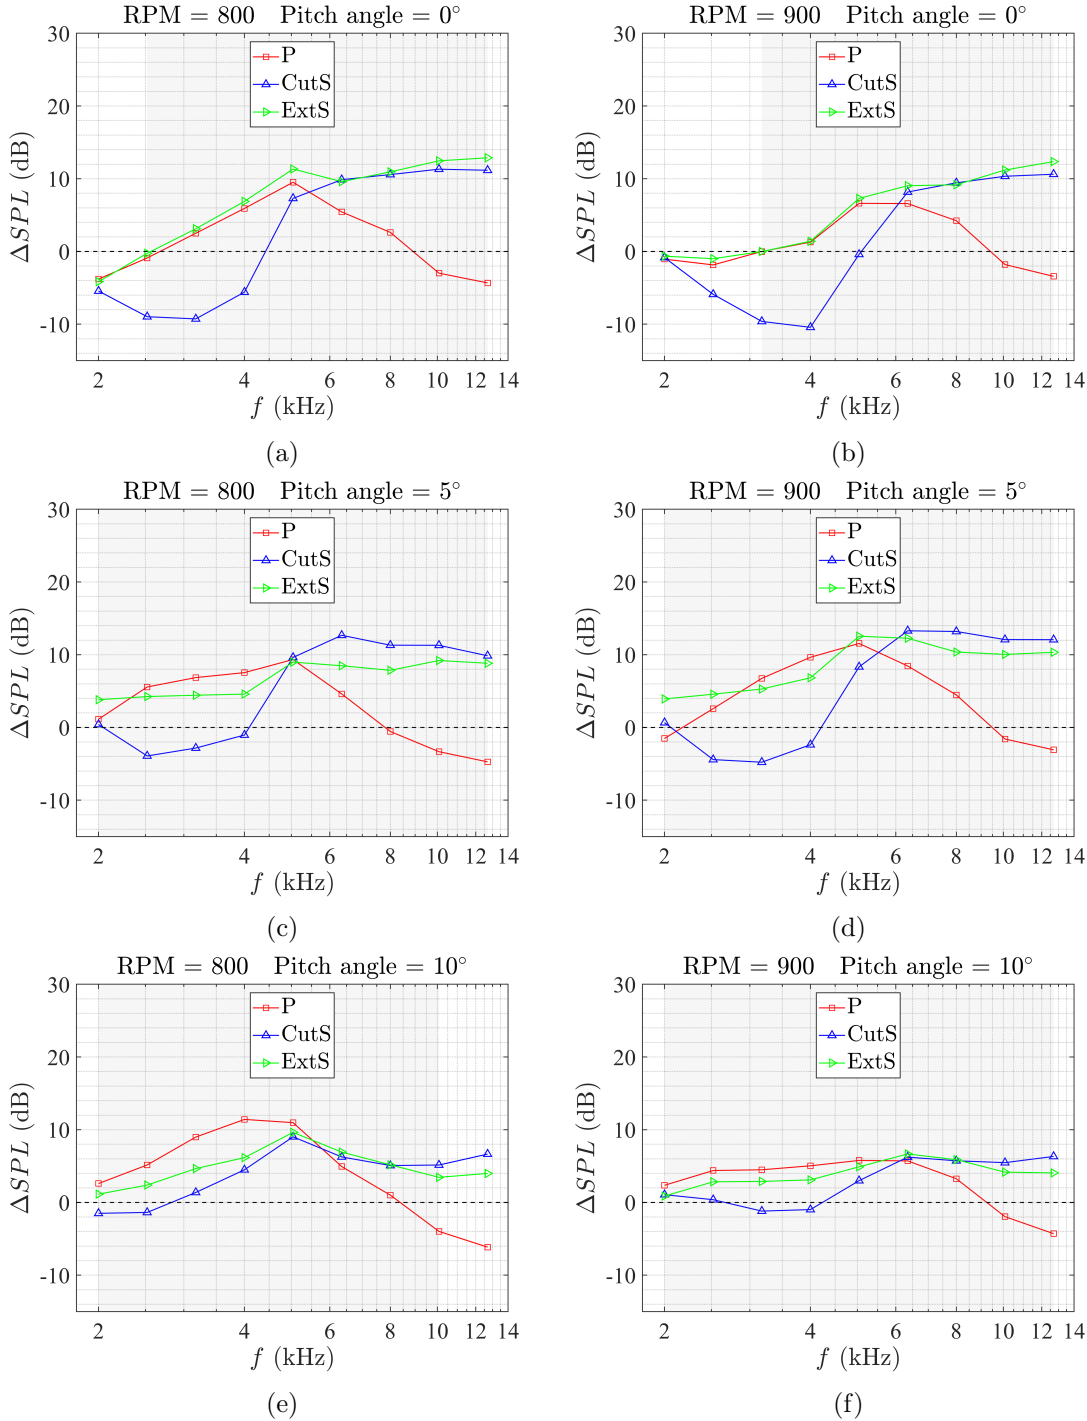 RPM = 800 Pitch angle = 0°
30
20
10
0
-10
ΔSPL (dB)
P
CutS
ExtS
2 4 6 8 10 12 14
f (kHz)
(a)
RPM = 900 Pitch angle = 0°
30
20
10
0
-10
ΔSPL (dB)
P
CutS
ExtS
2 4 6 8 10 12 14
f (kHz)
(b)
RPM = 800 Pitch angle = 5°
30
20
10
0
-10
ΔSPL (dB)
P
CutS
ExtS
2 4 6 8 10 12 14
f (kHz)
(c)
RPM = 900 Pitch angle = 5°
30
20
10
0
-10
ΔSPL (dB)
P
CutS
ExtS
2 4 6 8 10 12 14
f (kHz)
(d)
RPM = 800 Pitch angle = 10°
30
20
10
0
-10
ΔSPL (dB)
P
CutS
ExtS
2 4 6 8 10 12 14
f (kHz)
(e)
RPM = 900 Pitch angle = 10°
30
20
10
0
-10
ΔSPL (dB)
P
CutS
ExtS
2 4 6 8 10 12 14
f (kHz)
(f)